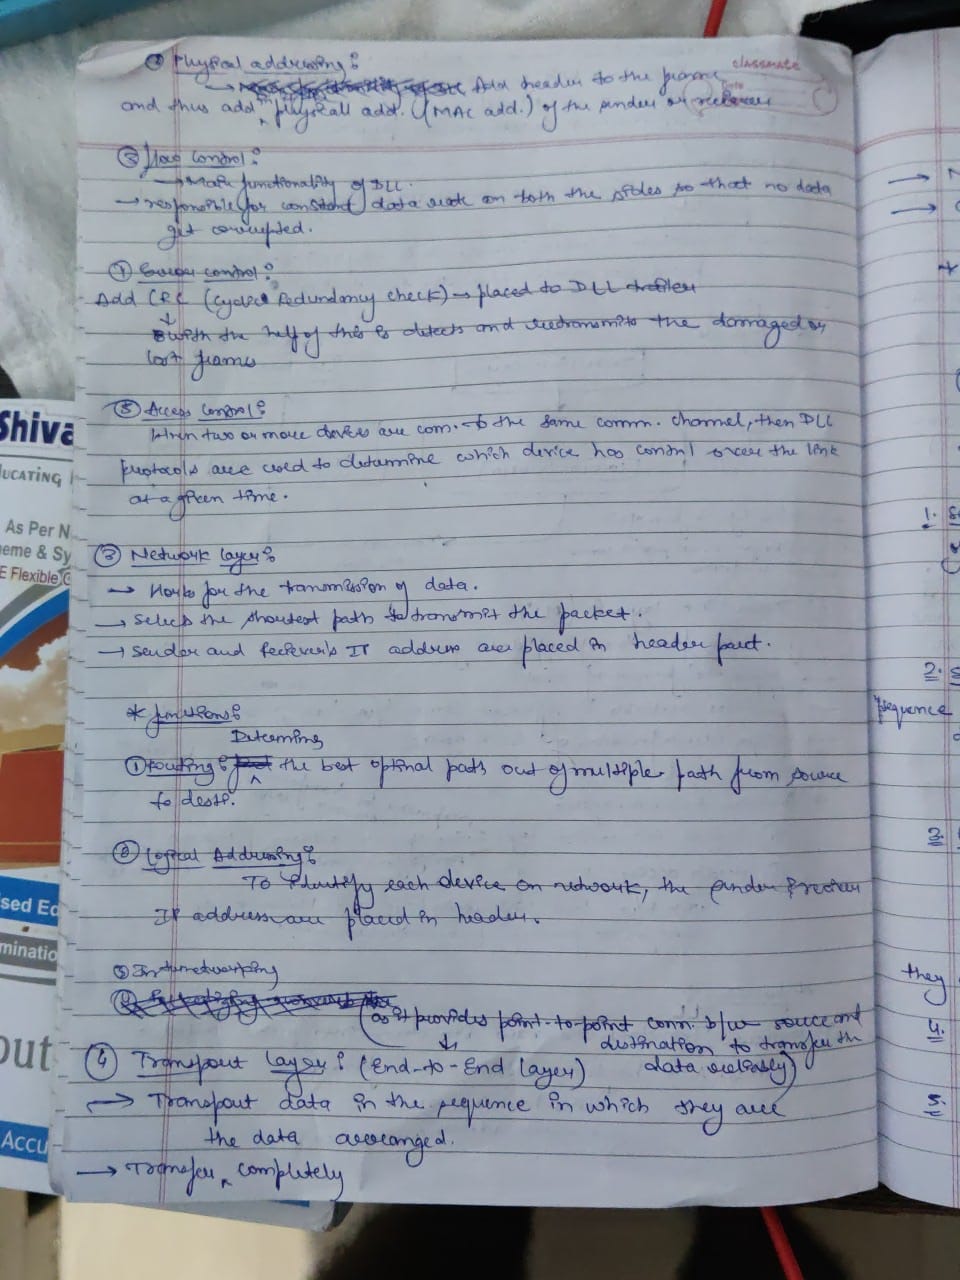 ② Physical addressing:
classmate
→ Add header to the frame
and thus add physicall add. (MAC add.) of the sender or reciever
③ Flow Control:
→ Main functionality of DLL.
→ responsible for constant data rate on both the sides so that no data
get corrupted.
④ Error control:
Add CRC (Cyclic Redundancy check) → placed to DLL trailer
↓
with the help of this it detects and retransmits the damaged or
lost frames
⑤ Access Control:
When two or more devices are com. to the same comm. channel, then DLL
protocols are used to determine which device has control over the link
at a given time.
③ Network layer:
→ Works for the transmission of data.
→ Selects the shortest path to transmit the packet.
→ Sender and Reciever's IP address are placed in header part.
* functions:
Determines
① Routing: the best optimal path out of multiple path from source
to destn.
② Logical Addressing:
To identify each device on network, the sender & reciever
IP address are placed in header.
③ Internetworking
(as it provides point-to-point conn. b/w source and
destination to transfer the
data reliably)
④ Transport layer: (End-to-End layer)
→ Transport data in the sequence in which they are
the data arranged.
→ Transfer completely
Shiva
UCATING
As Per N
eme & Sy
E Flexible
sed Ed
minatio
out
Accu
1.
2.
sequence
3.
they
4.
5.